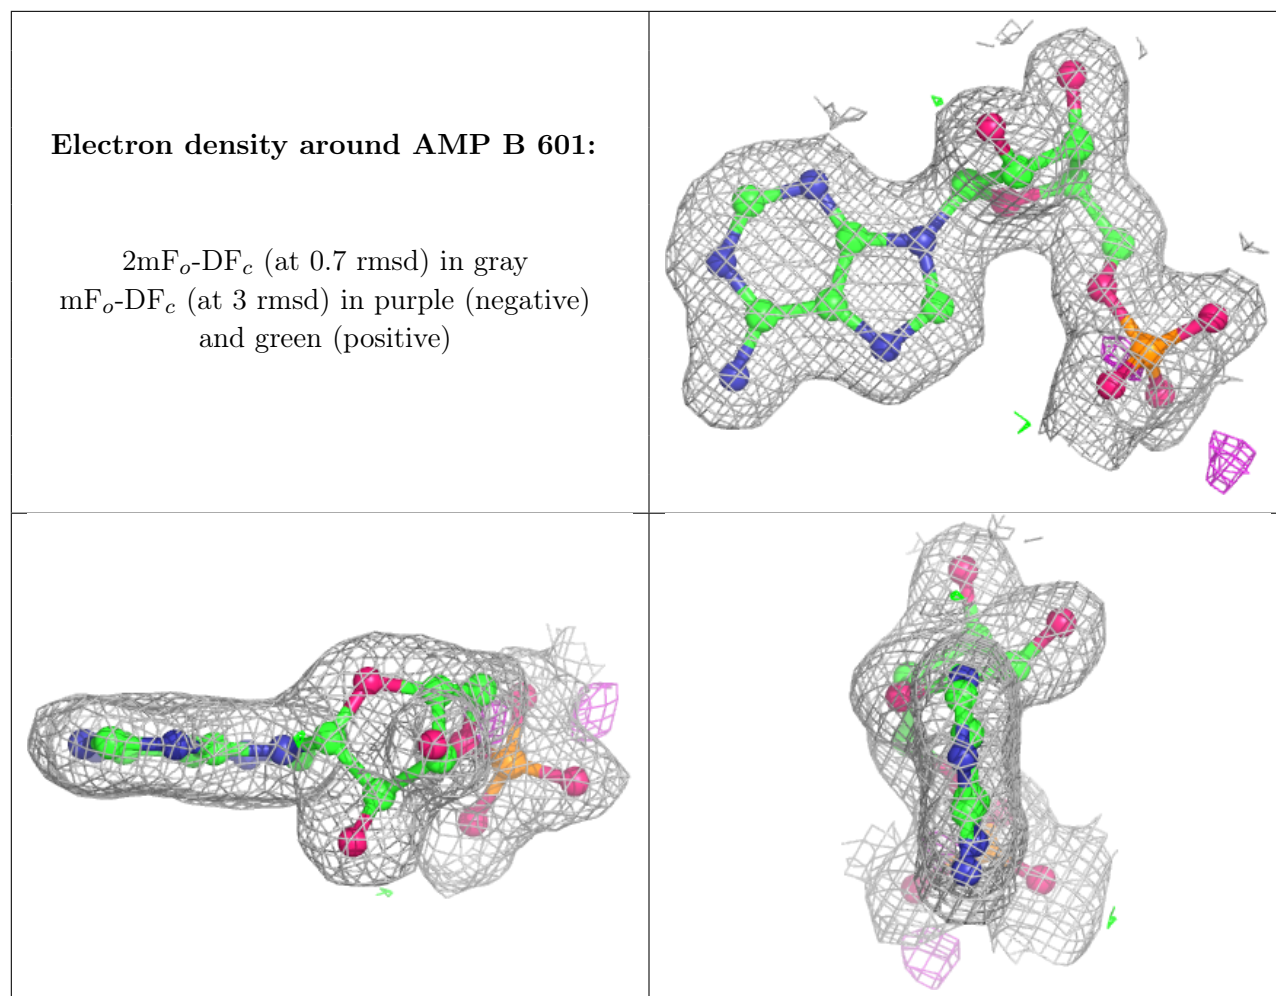 Electron density around AMP B 601:
2mFₒ-DF𝒸 (at 0.7 rmsd) in gray
mFₒ-DF𝒸 (at 3 rmsd) in purple (negative)
and green (positive)